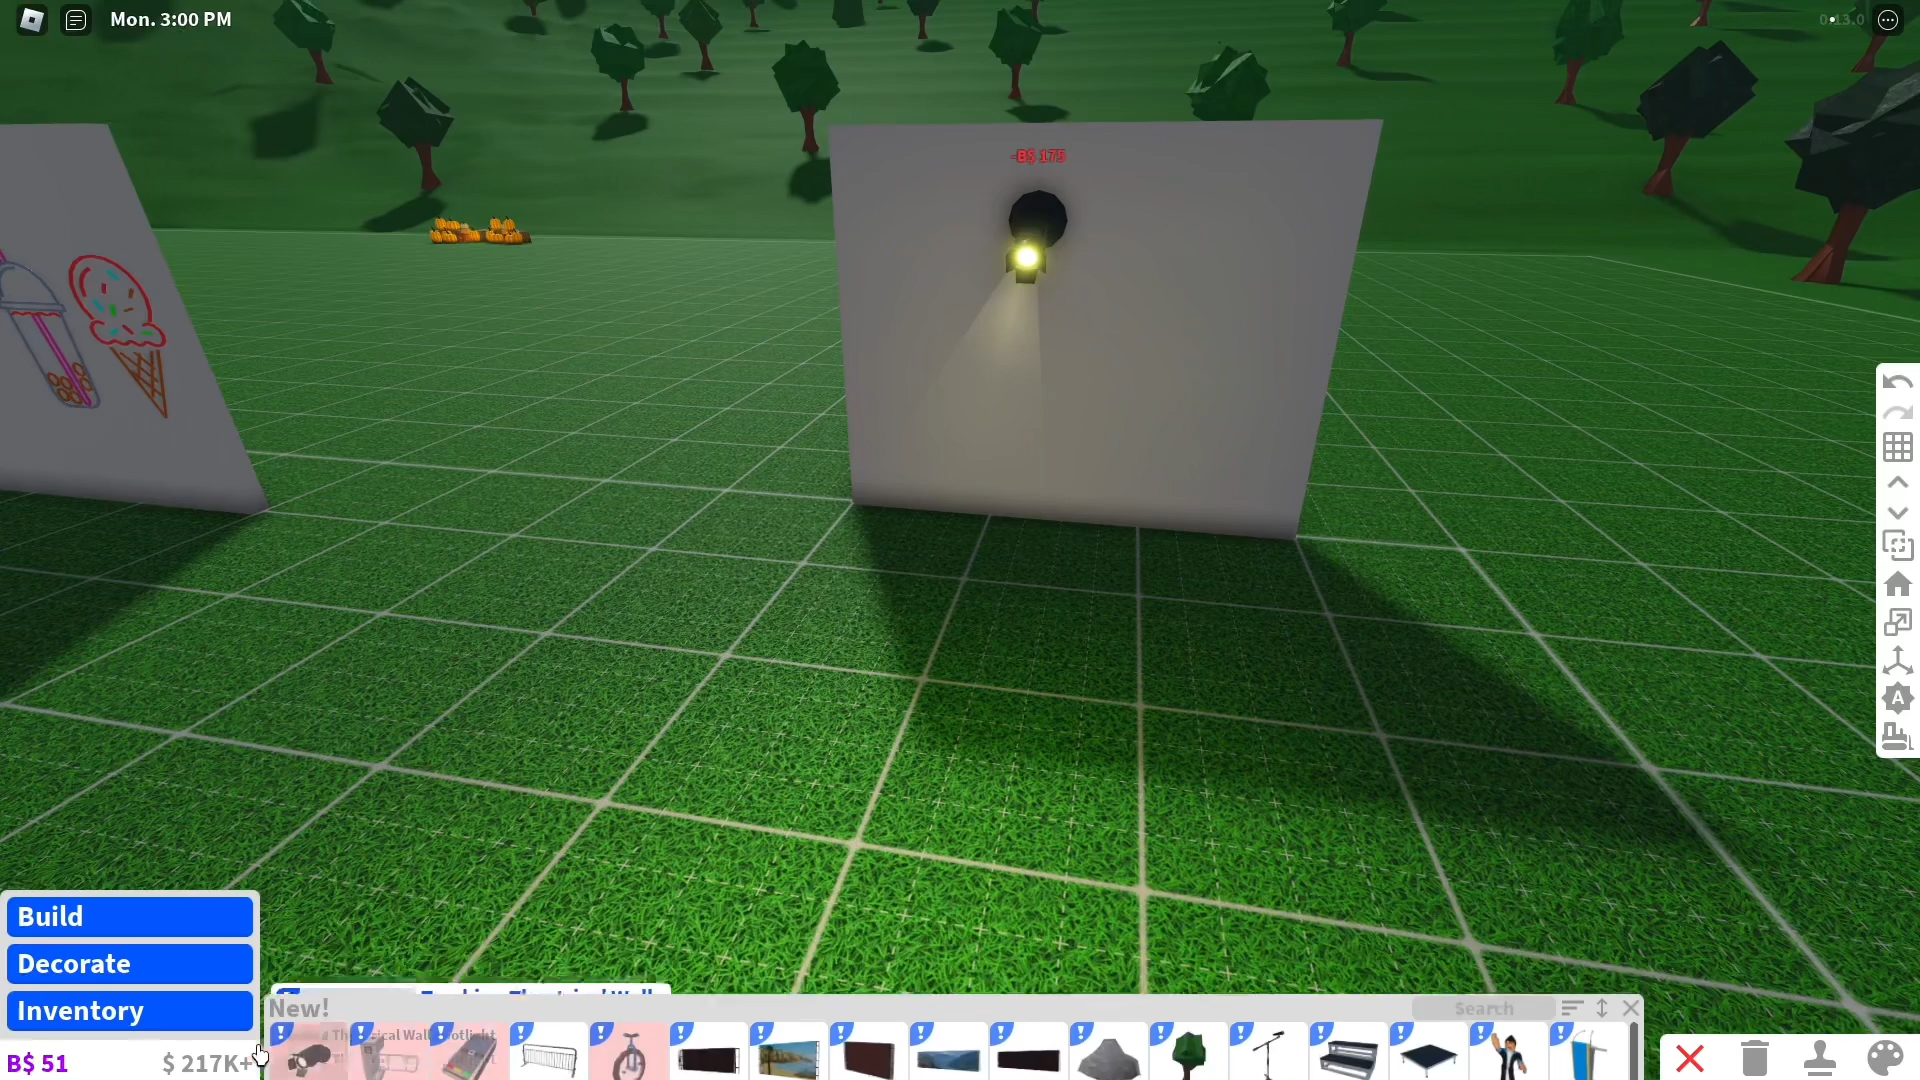 Mon. 3:00 PM
-B$ 175
Build
Decorate
Inventory
B$ 51
$ 217K+
New!
Search
A